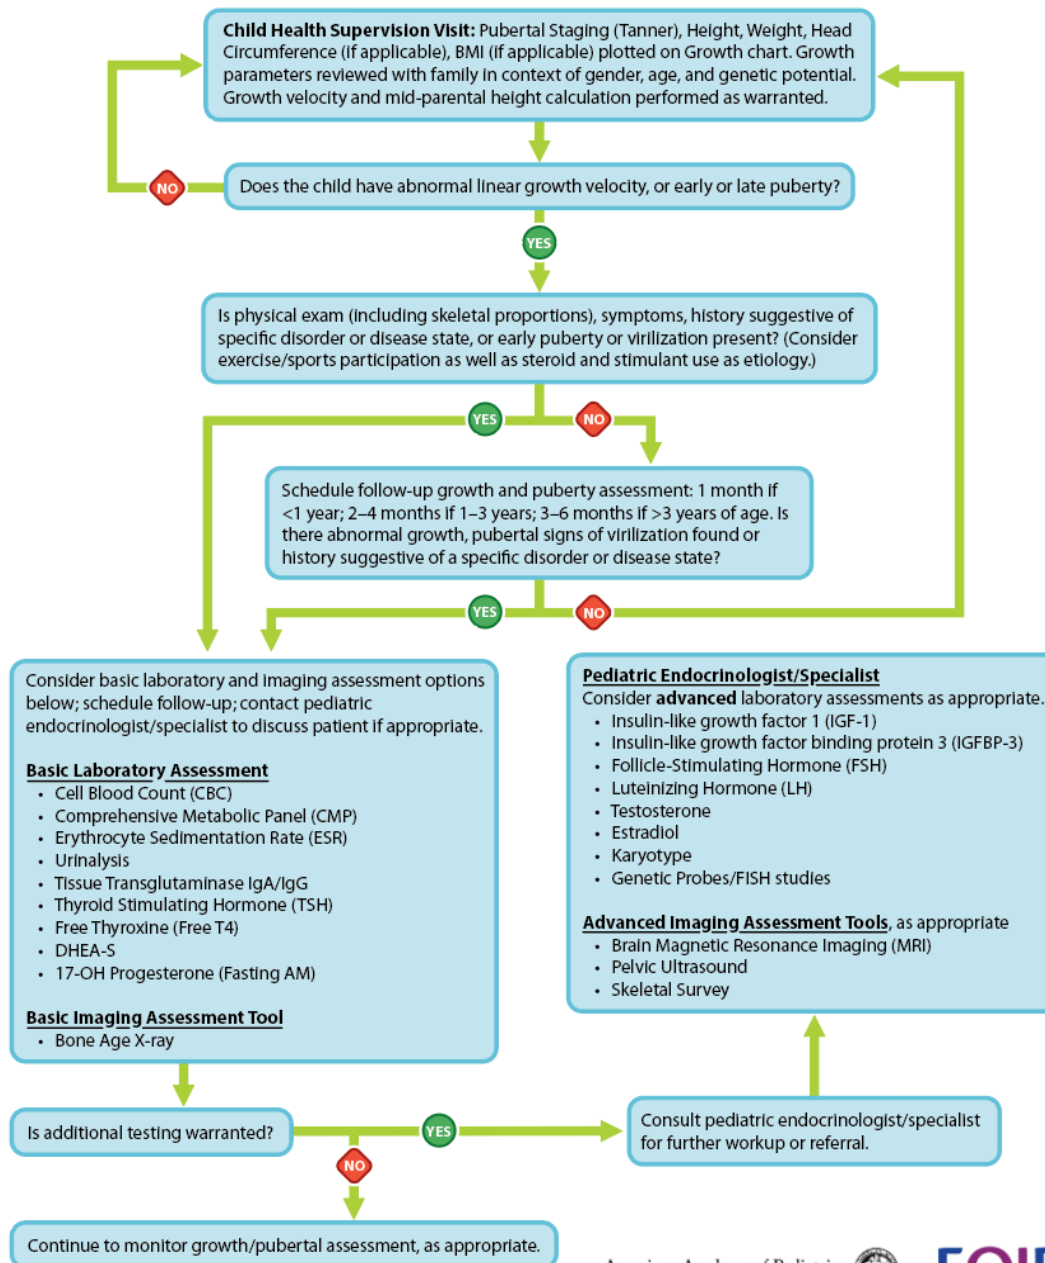 Child Health Supervision Visit: Pubertal Staging (Tanner), Height, Weight, Head
Circumference (if applicable), BMI (if applicable) plotted on Growth chart. Growth
parameters reviewed with family in context of gender, age, and genetic potential.
Growth velocity and mid-parental height calculation performed as warranted.
NO
Does the child have abnormal linear growth velocity, or early or late puberty?
YES
Is physical exam (including skeletal proportions), symptoms, history suggestive of
specific disorder or disease state, or early puberty or virilization present? (Consider
exercise/sports participation as well as steroid and stimulant use as etiology.)
YES
NO
Schedule follow-up growth and puberty assessment: 1 month if
<1 year; 2–4 months if 1–3 years; 3–6 months if >3 years of age. Is
there abnormal growth, pubertal signs of virilization found or
history suggestive of a specific disorder or disease state?
YES
NO
Consider basic laboratory and imaging assessment options
below; schedule follow-up; contact pediatric
endocrinologist/specialist to discuss patient if appropriate.
Basic Laboratory Assessment
• Cell Blood Count (CBC)
• Comprehensive Metabolic Panel (CMP)
• Erythrocyte Sedimentation Rate (ESR)
• Urinalysis
• Tissue Transglutaminase IgA/IgG
• Thyroid Stimulating Hormone (TSH)
• Free Thyroxine (Free T4)
• DHEA-S
• 17-OH Progesterone (Fasting AM)
Basic Imaging Assessment Tool
• Bone Age X-ray
Pediatric Endocrinologist/Specialist
Consider advanced laboratory assessments as appropriate.
• Insulin-like growth factor 1 (IGF-1)
• Insulin-like growth factor binding protein 3 (IGFBP-3)
• Follicle-Stimulating Hormone (FSH)
• Luteinizing Hormone (LH)
• Testosterone
• Estradiol
• Karyotype
• Genetic Probes/FISH studies
Advanced Imaging Assessment Tools, as appropriate
• Brain Magnetic Resonance Imaging (MRI)
• Pelvic Ultrasound
• Skeletal Survey
Is additional testing warranted?
YES
Consult pediatric endocrinologist/specialist
for further workup or referral.
NO
Continue to monitor growth/pubertal assessment, as appropriate.